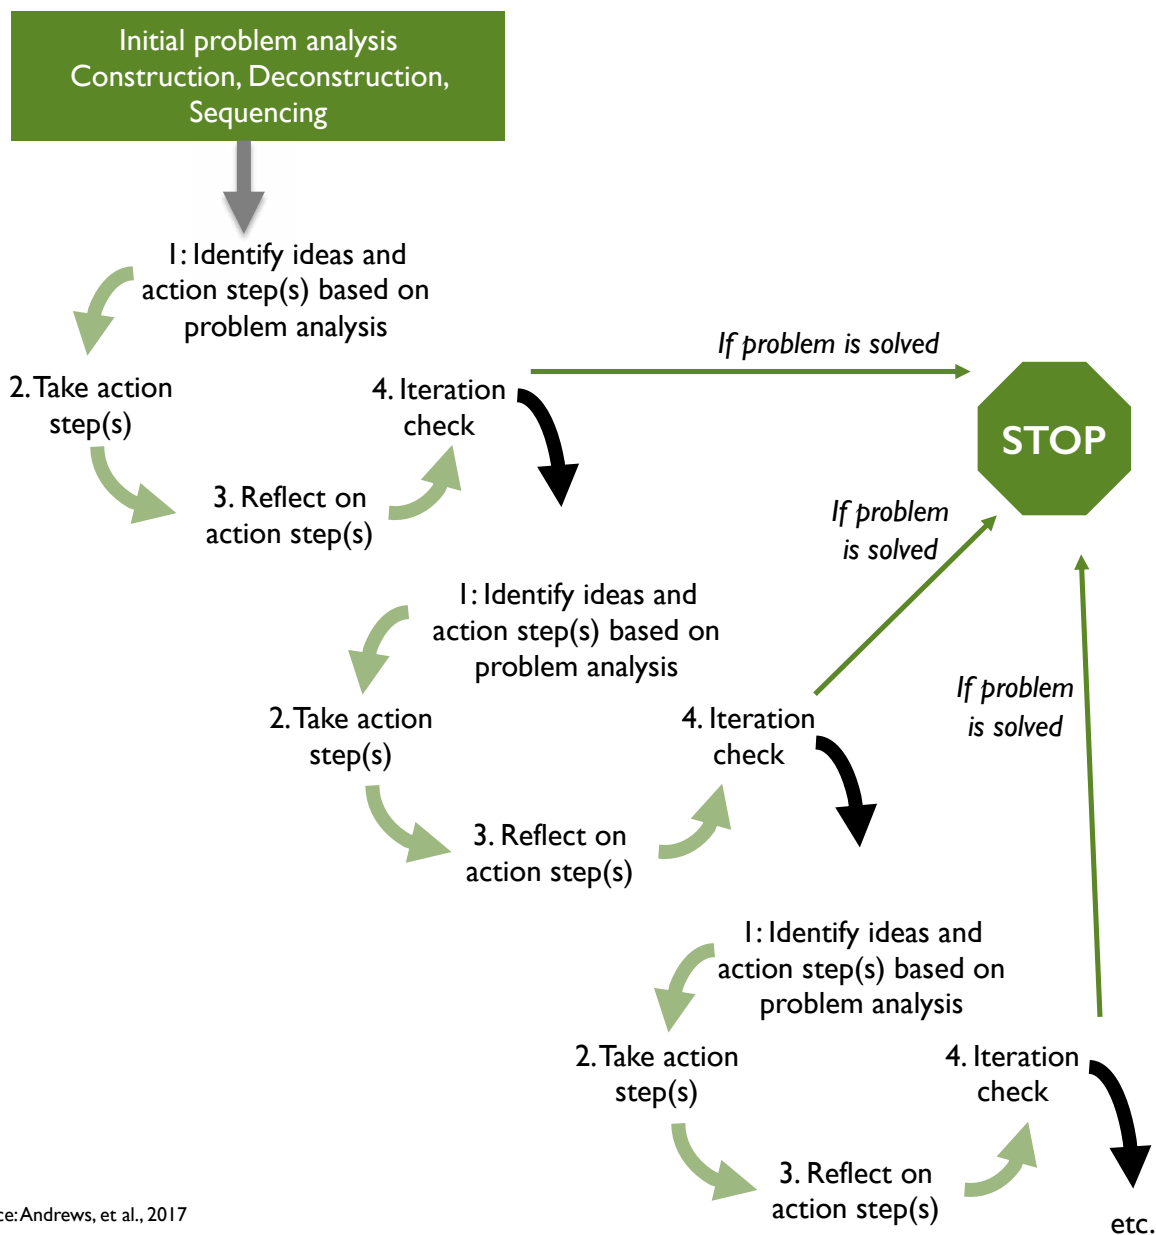 Initial problem analysis
Construction, Deconstruction,
Sequencing
1: Identify ideas and
action step(s) based on
problem analysis
If problem is solved
2. Take action
step(s)
4. Iteration
check
STOP
3. Reflect on
action step(s)
If problem
is solved
1: Identify ideas and
action step(s) based on
problem analysis
If problem
is solved
2. Take action
step(s)
4. Iteration
check
3. Reflect on
action step(s)
1: Identify ideas and
action step(s) based on
problem analysis
2. Take action
step(s)
4. Iteration
check
3. Reflect on
action step(s)
ce: Andrews, et al., 2017
etc.